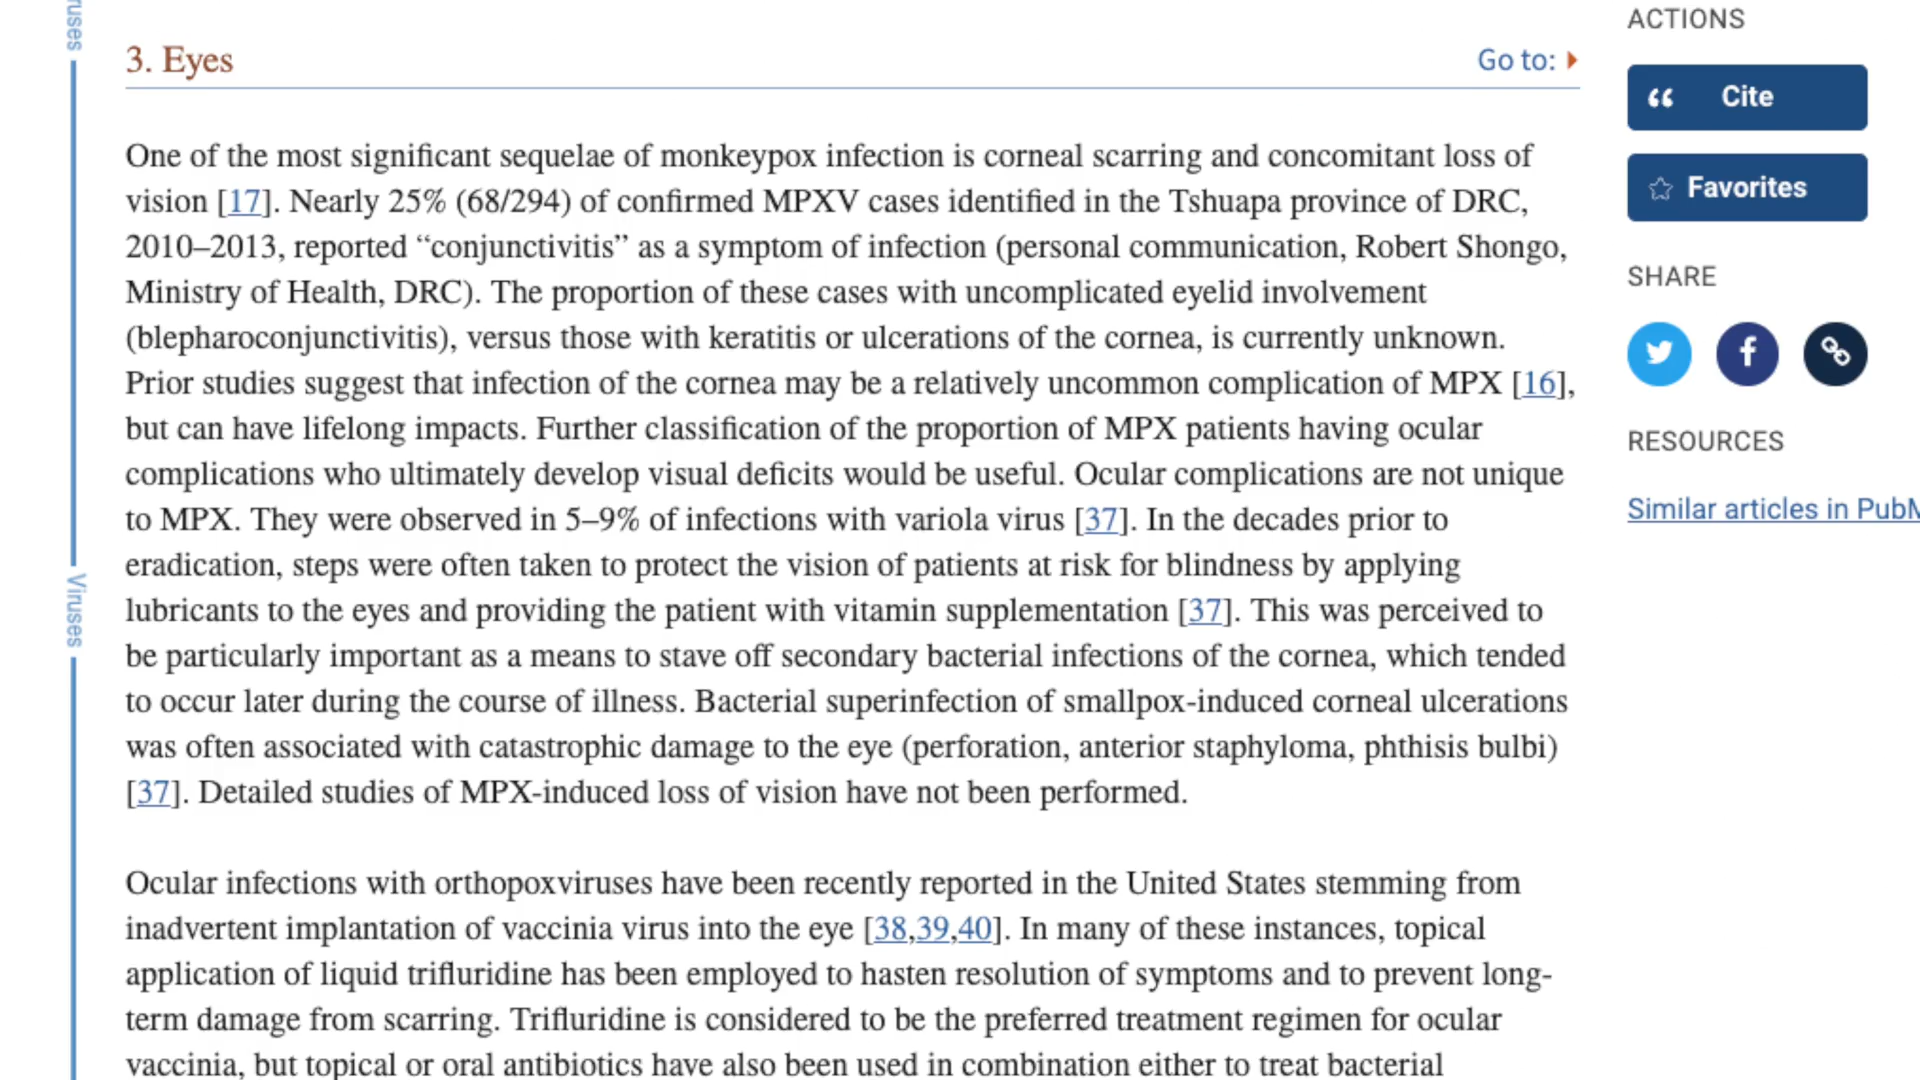 ruses
3. Eyes
Go to:
One of the most significant sequelae of monkeypox infection is corneal scarring and concomitant loss of
vision [17]. Nearly 25% (68/294) of confirmed MPXV cases identified in the Tshuapa province of DRC,
2010–2013, reported “conjunctivitis” as a symptom of infection (personal communication, Robert Shongo,
Ministry of Health, DRC). The proportion of these cases with uncomplicated eyelid involvement
(blepharoconjunctivitis), versus those with keratitis or ulcerations of the cornea, is currently unknown.
Prior studies suggest that infection of the cornea may be a relatively uncommon complication of MPX [16],
but can have lifelong impacts. Further classification of the proportion of MPX patients having ocular
complications who ultimately develop visual deficits would be useful. Ocular complications are not unique
to MPX. They were observed in 5–9% of infections with variola virus [37]. In the decades prior to
eradication, steps were often taken to protect the vision of patients at risk for blindness by applying
lubricants to the eyes and providing the patient with vitamin supplementation [37]. This was perceived to
be particularly important as a means to stave off secondary bacterial infections of the cornea, which tended
to occur later during the course of illness. Bacterial superinfection of smallpox-induced corneal ulcerations
was often associated with catastrophic damage to the eye (perforation, anterior staphyloma, phthisis bulbi)
[37]. Detailed studies of MPX-induced loss of vision have not been performed.
Viruses
Ocular infections with orthopoxviruses have been recently reported in the United States stemming from
inadvertent implantation of vaccinia virus into the eye [38,39,40]. In many of these instances, topical
application of liquid trifluridine has been employed to hasten resolution of symptoms and to prevent long-
term damage from scarring. Trifluridine is considered to be the preferred treatment regimen for ocular
vaccinia, but topical or oral antibiotics have also been used in combination either to treat bacterial
ACTIONS
Cite
Favorites
SHARE
RESOURCES
Similar articles in PubM